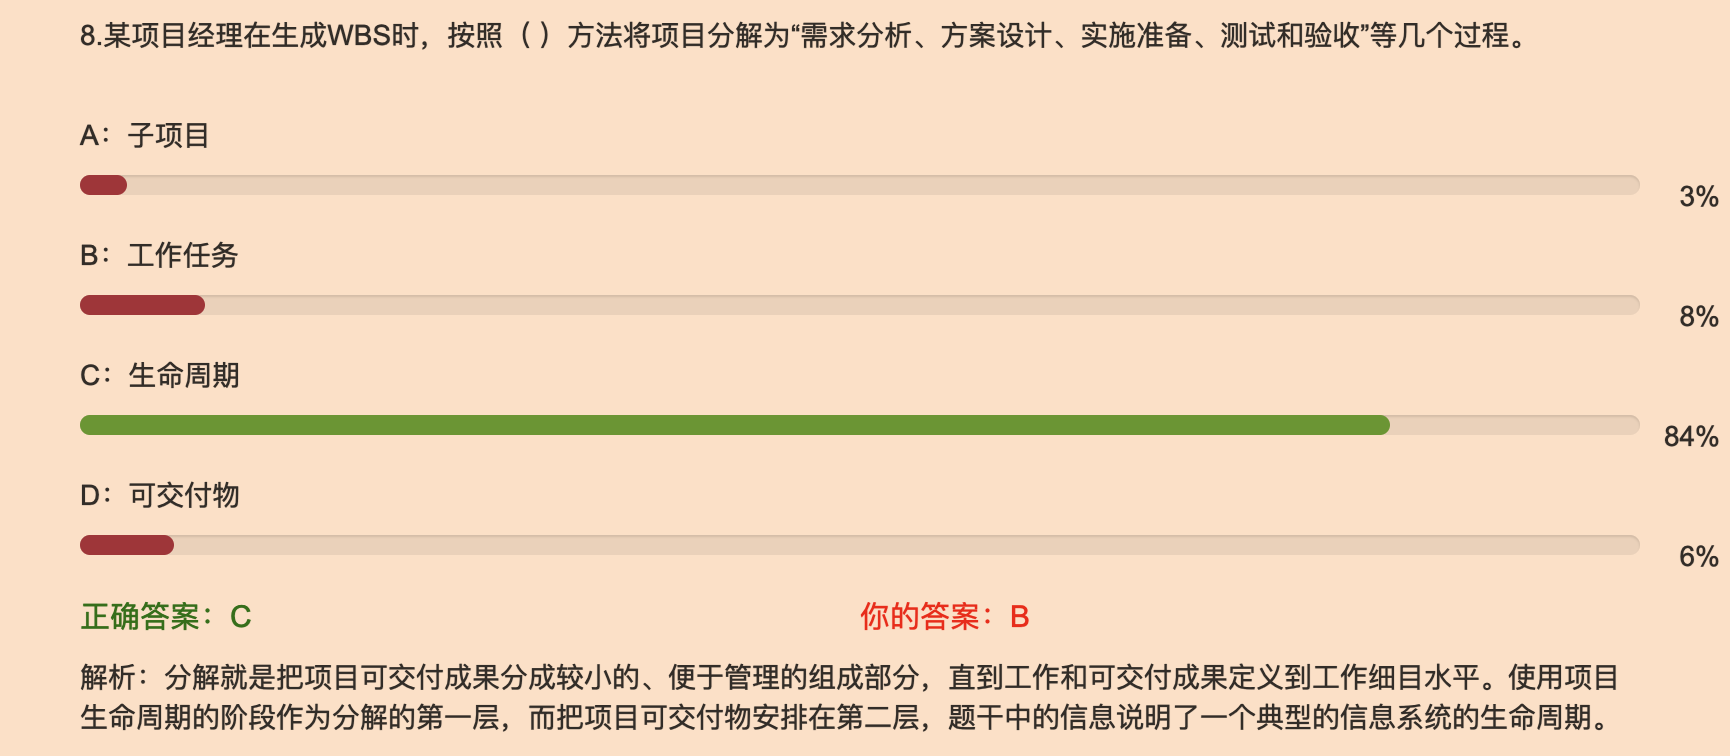 8.某项目经理在生成WBS时，按照（ ）方法将项目分解为“需求分析、方案设计、实施准备、测试和验收”等几个过程。
A：子项目
3%
B：工作任务
8%
C：生命周期
84%
D：可交付物
6%
正确答案：C 你的答案：B
解析：分解就是把项目可交付成果分成较小的、便于管理的组成部分，直到工作和可交付成果定义到工作细目水平。使用项目
生命周期的阶段作为分解的第一层，而把项目可交付物安排在第二层，题干中的信息说明了一个典型的信息系统的生命周期。